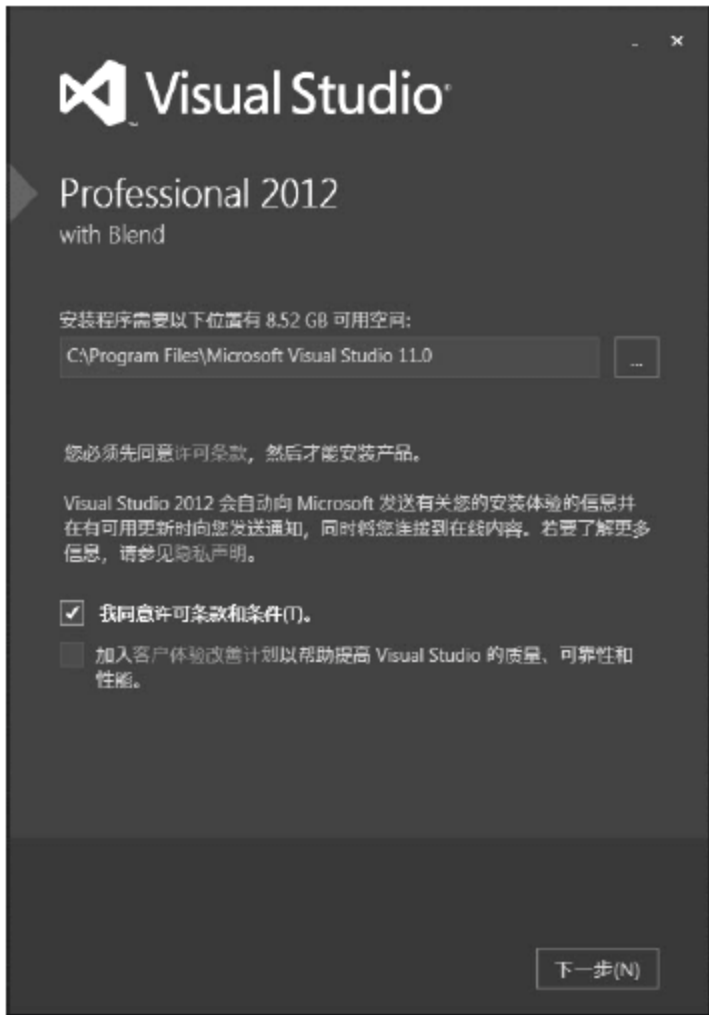 Visual Studio
Professional 2012
with Blend
安装程序需要以下位置有 8.52 GB 可用空间:
C:\Program Files\Microsoft Visual Studio 11.0
...
您必须先同意许可条款，然后才能安装产品。
Visual Studio 2012 会自动向 Microsoft 发送有关您的安装体验的信息并
在有可用更新时向您发送通知，同时将您连接到在线内容。若要了解更多
信息，请参见隐私声明。
我同意许可条款和条件(T)。
加入客户体验改善计划以帮助提高 Visual Studio 的质量、可靠性和
性能。
下一步(N)